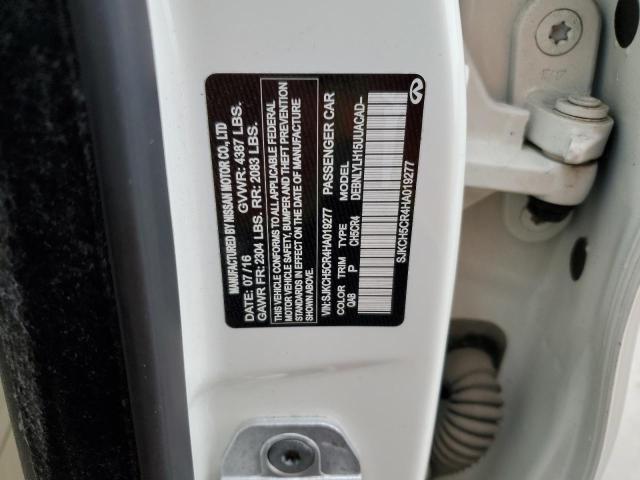 MANUFACTURED BY NISSAN MOTOR CO., LTD
DATE: 07/16 GVWR: 4387 LBS.
GAWR FR: 2304 LBS. RR: 2083 LBS.
THIS VEHICLE CONFORMS TO ALL APPLICABLE FEDERAL
MOTOR VEHICLE SAFETY, BUMPER AND THEFT PREVENTION
STANDARDS IN EFFECT ON THE DATE OF MANUFACTURE
SHOWN ABOVE.
VIN: SJKCH5CR4HA019277 PASSENGER CAR
COLOR TRIM TYPE MODEL
QAB P CH5CR4 DEBNLYLH15UUACAD--
SJKCH5CR4HA019277